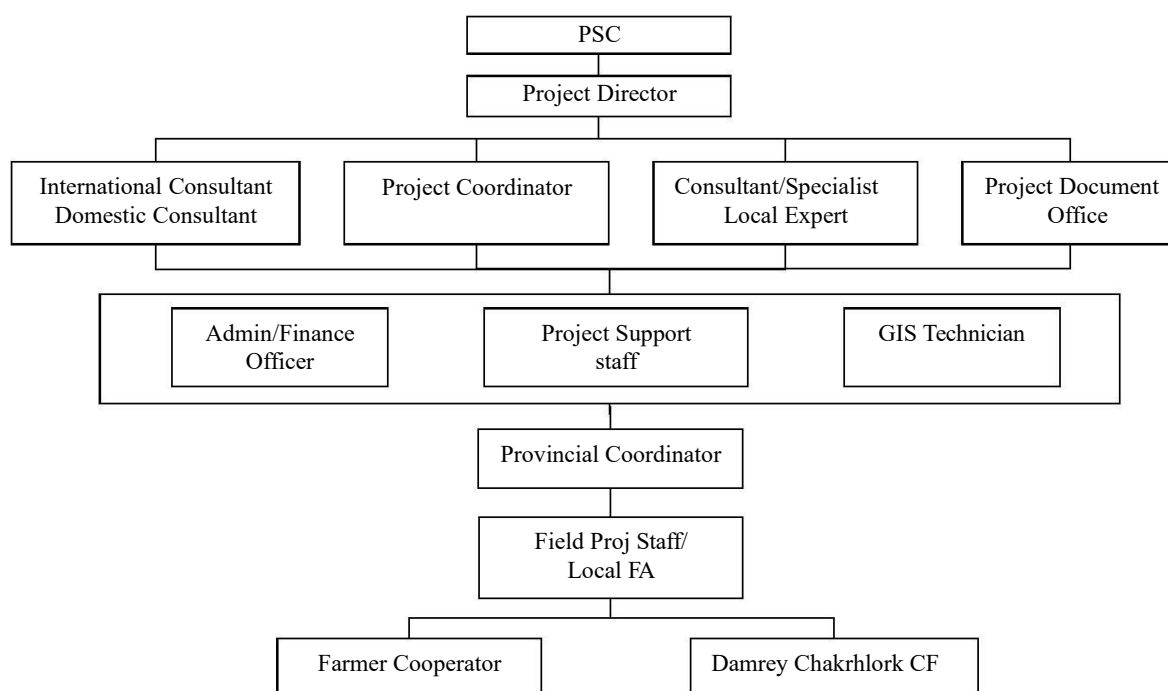 PSC
Project Director
International Consultant
Domestic Consultant
Project Coordinator
Consultant/Specialist
Local Expert
Project Document
Office
Admin/Finance
Officer
Project Support
staff
GIS Technician
Provincial Coordinator
Field Proj Staff/
Local FA
Farmer Cooperator
Damrey Chakrhlork CF